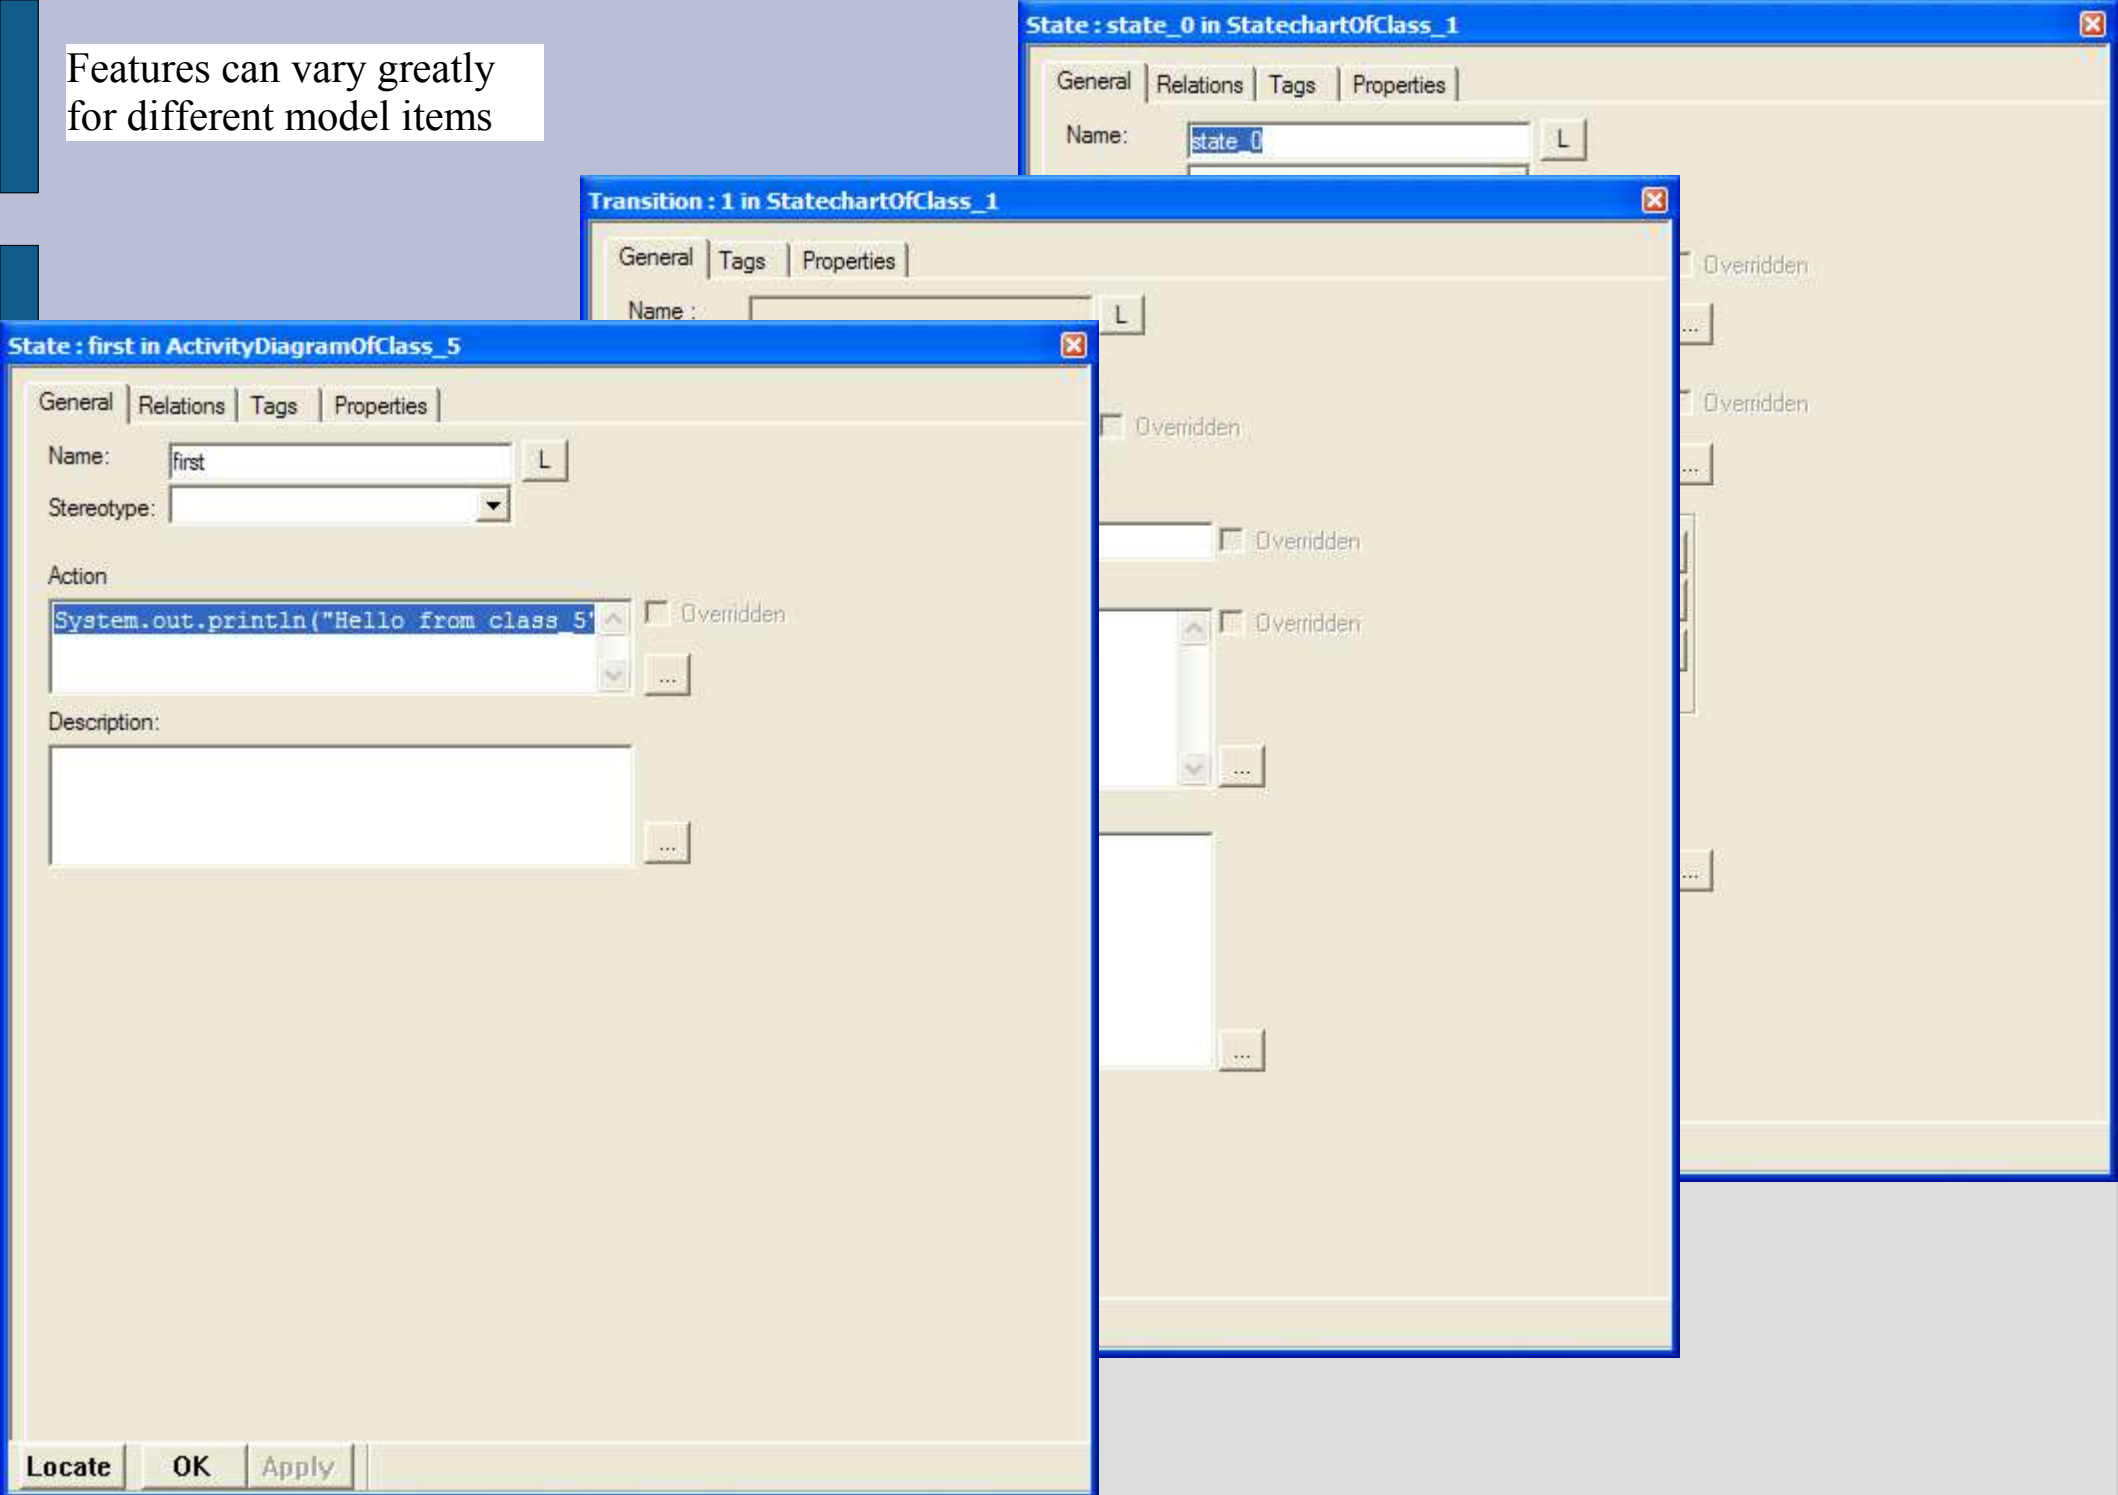 Features can vary greatly
for different model items
State : state_0 in StatechartOfClass_1
General Relations Tags Properties
Name: state_0 L
Overridden
...
Overridden
...
...
Transition : 1 in StatechartOfClass_1
General Tags Properties
Name : L
Overridden
Overridden
Overridden
...
...
State : first in ActivityDiagramOfClass_5
General Relations Tags Properties
Name: first L
Stereotype:
Action
System.out.println("Hello from class_5" Overridden
...
Description:
...
Locate OK Apply